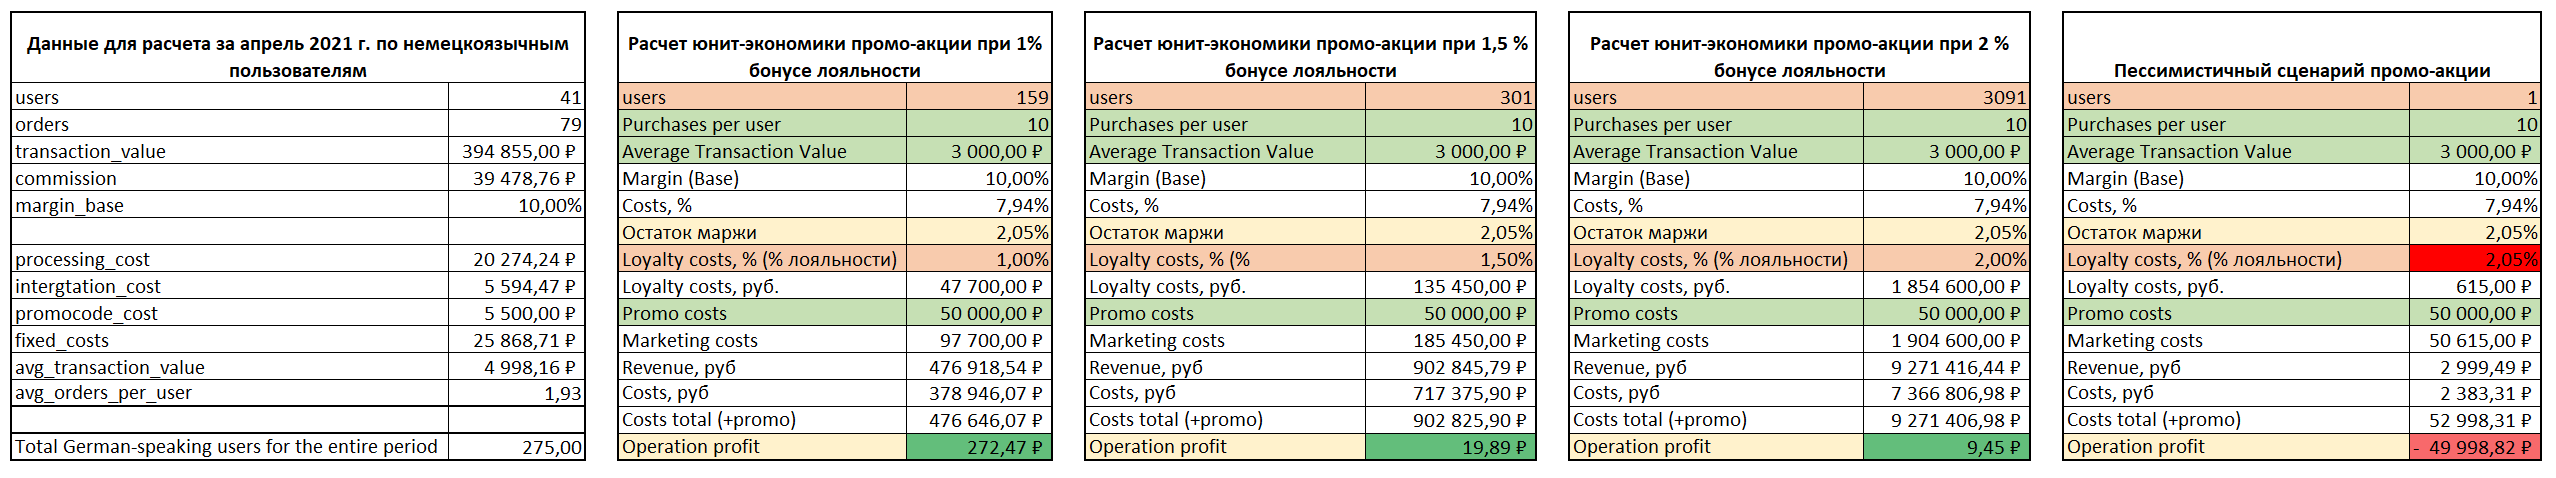 Данные для расчета за апрель 2021 г. по немецкоязычным
пользователям
users 41
orders 79
transaction_value 394 855,00 ₽
commission 39 478,76 ₽
margin_base 10,00%
processing_cost 20 274,24 ₽
intergtation_cost 5 594,47 ₽
promocode_cost 5 500,00 ₽
fixed_costs 25 868,71 ₽
avg_transaction_value 4 998,16 ₽
avg_orders_per_user 1,93
Total German-speaking users for the entire period 275,00
Расчет юнит-экономики промо-акции при 1%
бонусе лояльности
users 159
Purchases per user 10
Average Transaction Value 3 000,00 ₽
Margin (Base) 10,00%
Costs, % 7,94%
Остаток маржи 2,05%
Loyalty costs, % (% лояльности) 1,00%
Loyalty costs, руб. 47 700,00 ₽
Promo costs 50 000,00 ₽
Marketing costs 97 700,00 ₽
Revenue, руб 476 918,54 ₽
Costs, руб 378 946,07 ₽
Costs total (+promo) 476 646,07 ₽
Operation profit 272,47 ₽
Расчет юнит-экономики промо-акции при 1,5 %
бонусе лояльности
users 301
Purchases per user 10
Average Transaction Value 3 000,00 ₽
Margin (Base) 10,00%
Costs, % 7,94%
Остаток маржи 2,05%
Loyalty costs, % (% 1,50%
Loyalty costs, руб. 135 450,00 ₽
Promo costs 50 000,00 ₽
Marketing costs 185 450,00 ₽
Revenue, руб 902 845,79 ₽
Costs, руб 717 375,90 ₽
Costs total (+promo) 902 825,90 ₽
Operation profit 19,89 ₽
Расчет юнит-экономики промо-акции при 2 %
бонусе лояльности
users 3091
Purchases per user 10
Average Transaction Value 3 000,00 ₽
Margin (Base) 10,00%
Costs, % 7,94%
Остаток маржи 2,05%
Loyalty costs, % (% лояльности) 2,00%
Loyalty costs, руб. 1 854 600,00 ₽
Promo costs 50 000,00 ₽
Marketing costs 1 904 600,00 ₽
Revenue, руб 9 271 416,44 ₽
Costs, руб 7 366 806,98 ₽
Costs total (+promo) 9 271 406,98 ₽
Operation profit 9,45 ₽
Пессимистичный сценарий промо-акции
users 1
Purchases per user 10
Average Transaction Value 3 000,00 ₽
Margin (Base) 10,00%
Costs, % 7,94%
Остаток маржи 2,05%
Loyalty costs, % (% лояльности) 2,05%
Loyalty costs, руб. 615,00 ₽
Promo costs 50 000,00 ₽
Marketing costs 50 615,00 ₽
Revenue, руб 2 999,49 ₽
Costs, руб 2 383,31 ₽
Costs total (+promo) 52 998,31 ₽
Operation profit - 49 998,82 ₽